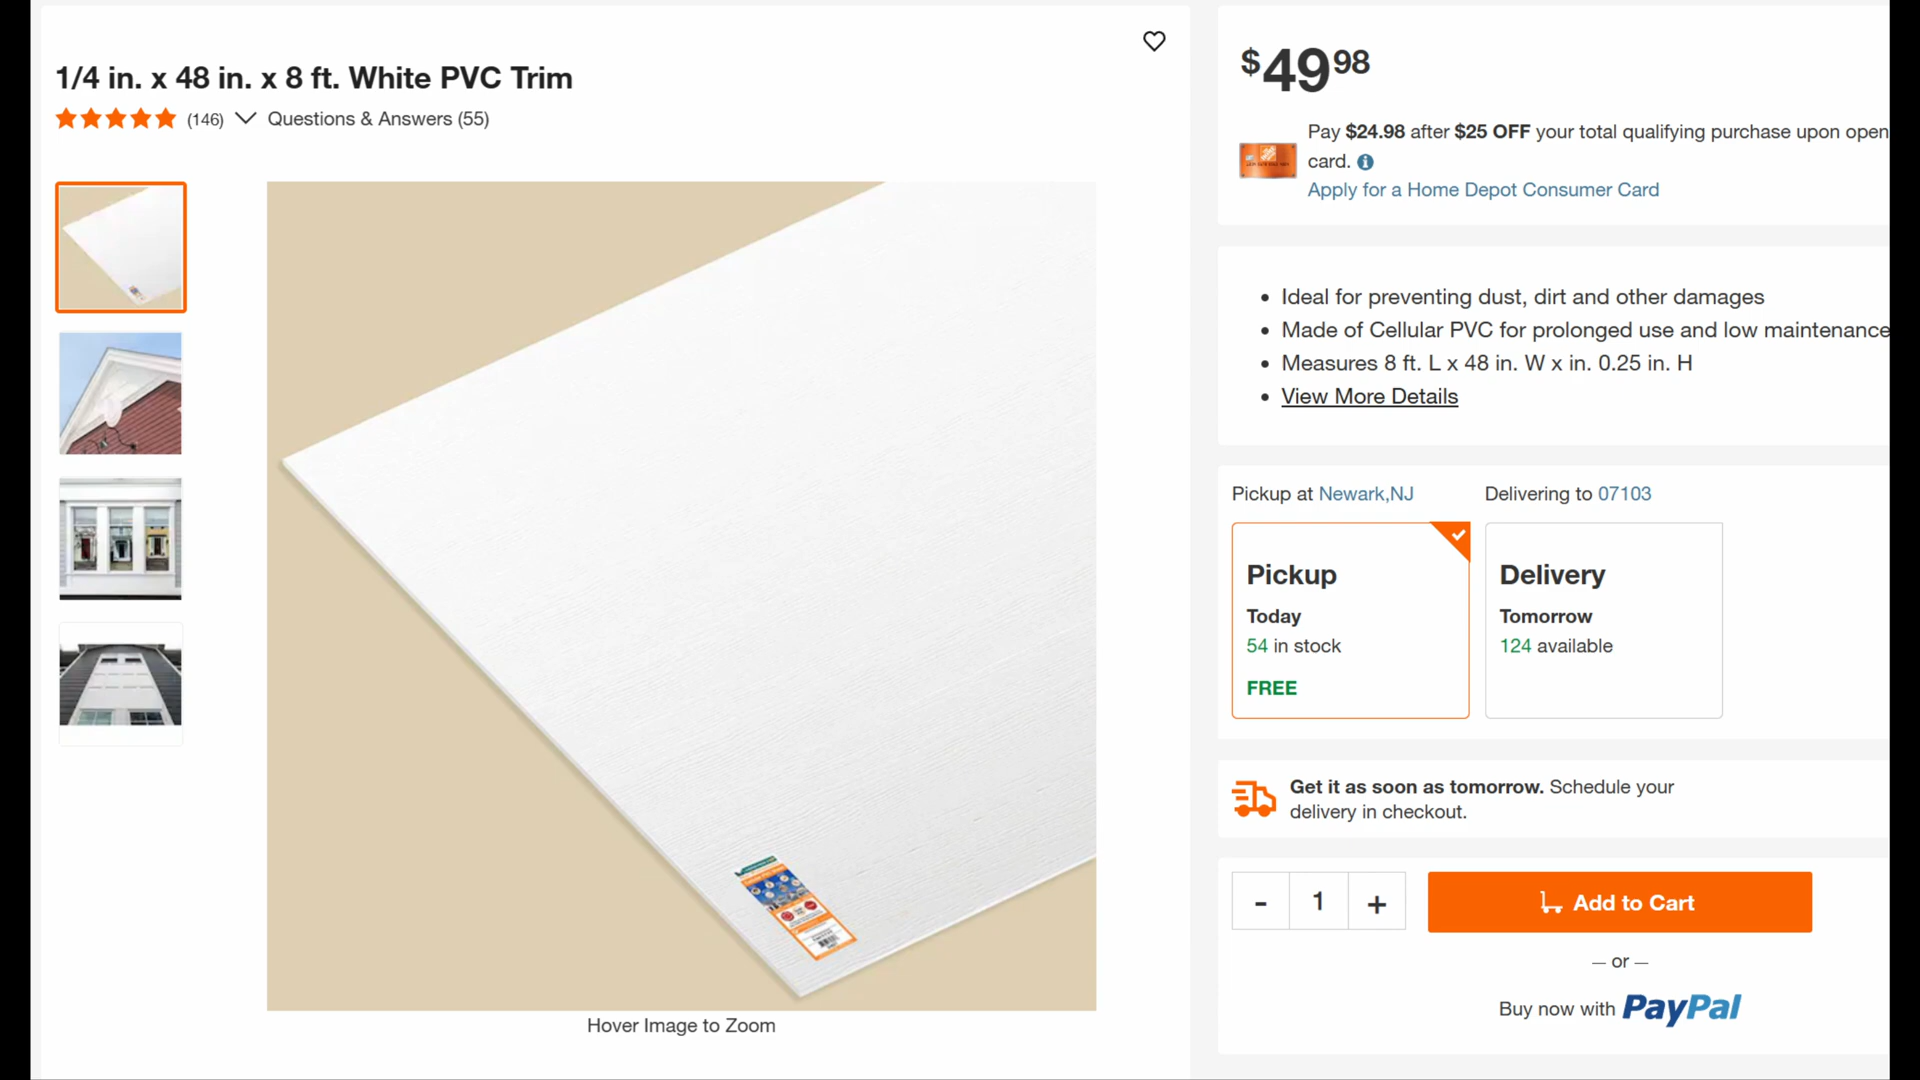 1/4 in. x 48 in. x 8 ft. White PVC Trim
(146) Questions & Answers (55)
Hover Image to Zoom
$49 98
Pay $24.98 after $25 OFF your total qualifying purchase upon open
card.
Apply for a Home Depot Consumer Card
Ideal for preventing dust, dirt and other damages
Made of Cellular PVC for prolonged use and low maintenance
Measures 8 ft. L x 48 in. W x in. 0.25 in. H
View More Details
Pickup at Newark,NJ
Delivering to 07103
Pickup
Today
54 in stock
FREE
Delivery
Tomorrow
124 available
Get it as soon as tomorrow. Schedule your
delivery in checkout.
- 1 +
Add to Cart
— or —
Buy now with PayPal